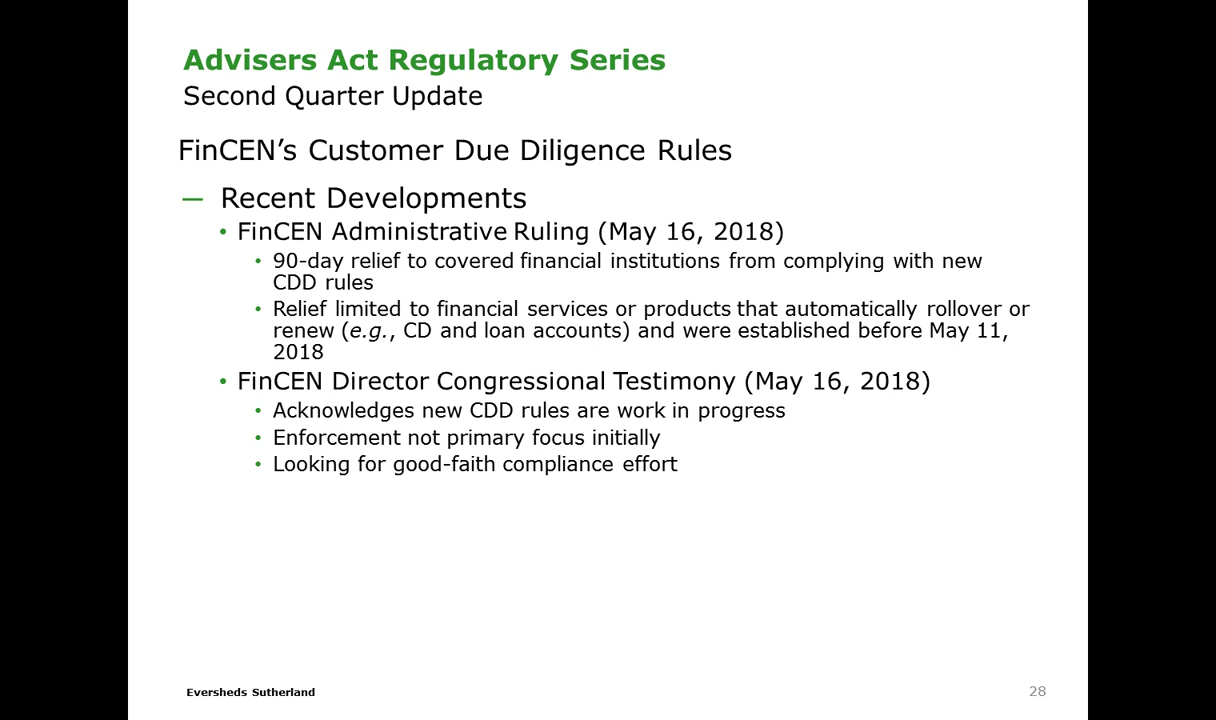 Advisers Act Regulatory Series
Second Quarter Update
FinCEN’s Customer Due Diligence Rules
— Recent Developments
• FinCEN Administrative Ruling (May 16, 2018)
• 90-day relief to covered financial institutions from complying with new
CDD rules
• Relief limited to financial services or products that automatically rollover or
renew (e.g., CD and loan accounts) and were established before May 11,
2018
• FinCEN Director Congressional Testimony (May 16, 2018)
• Acknowledges new CDD rules are work in progress
• Enforcement not primary focus initially
• Looking for good-faith compliance effort
Eversheds Sutherland
28